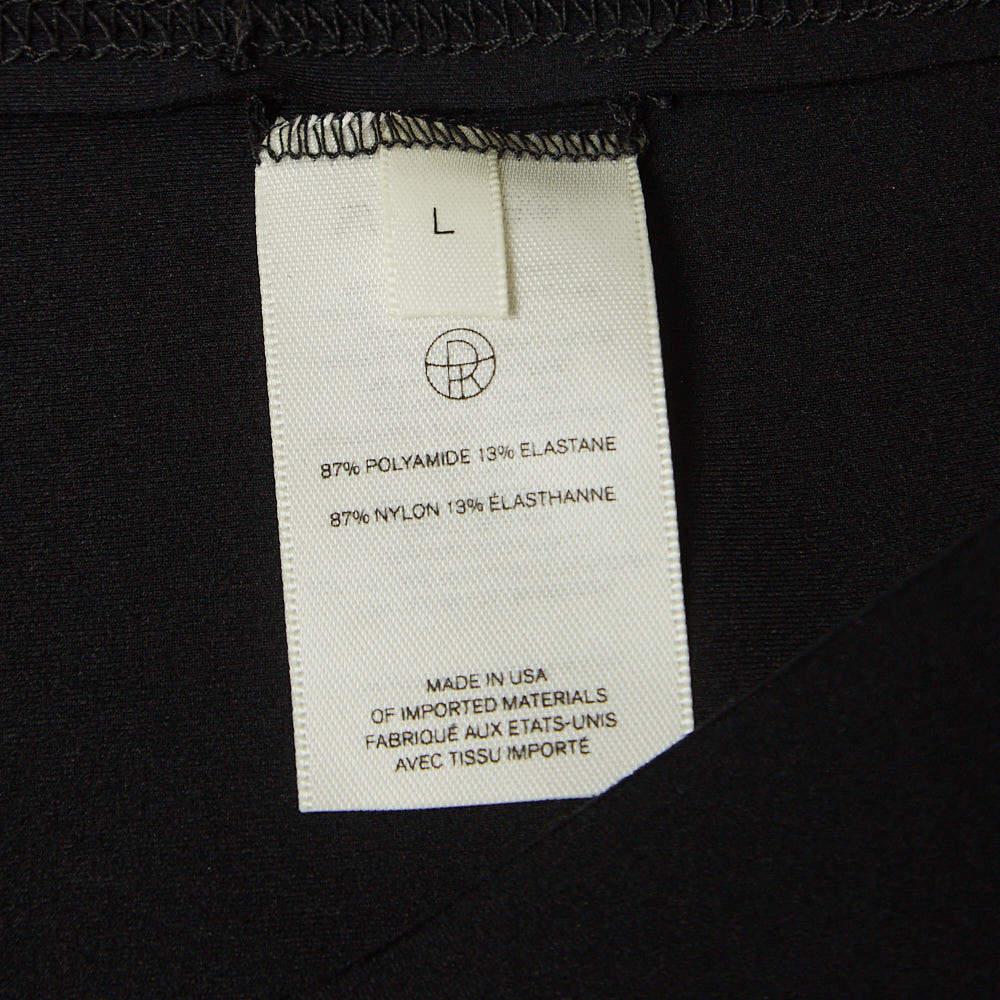 L
87% POLYAMIDE 13% ELASTANE
87% NYLON 13% ÉLASTHANNE
MADE IN USA
OF IMPORTED MATERIALS
FABRIQUÉ AUX ETATS-UNIS
AVEC TISSU IMPORTÉ